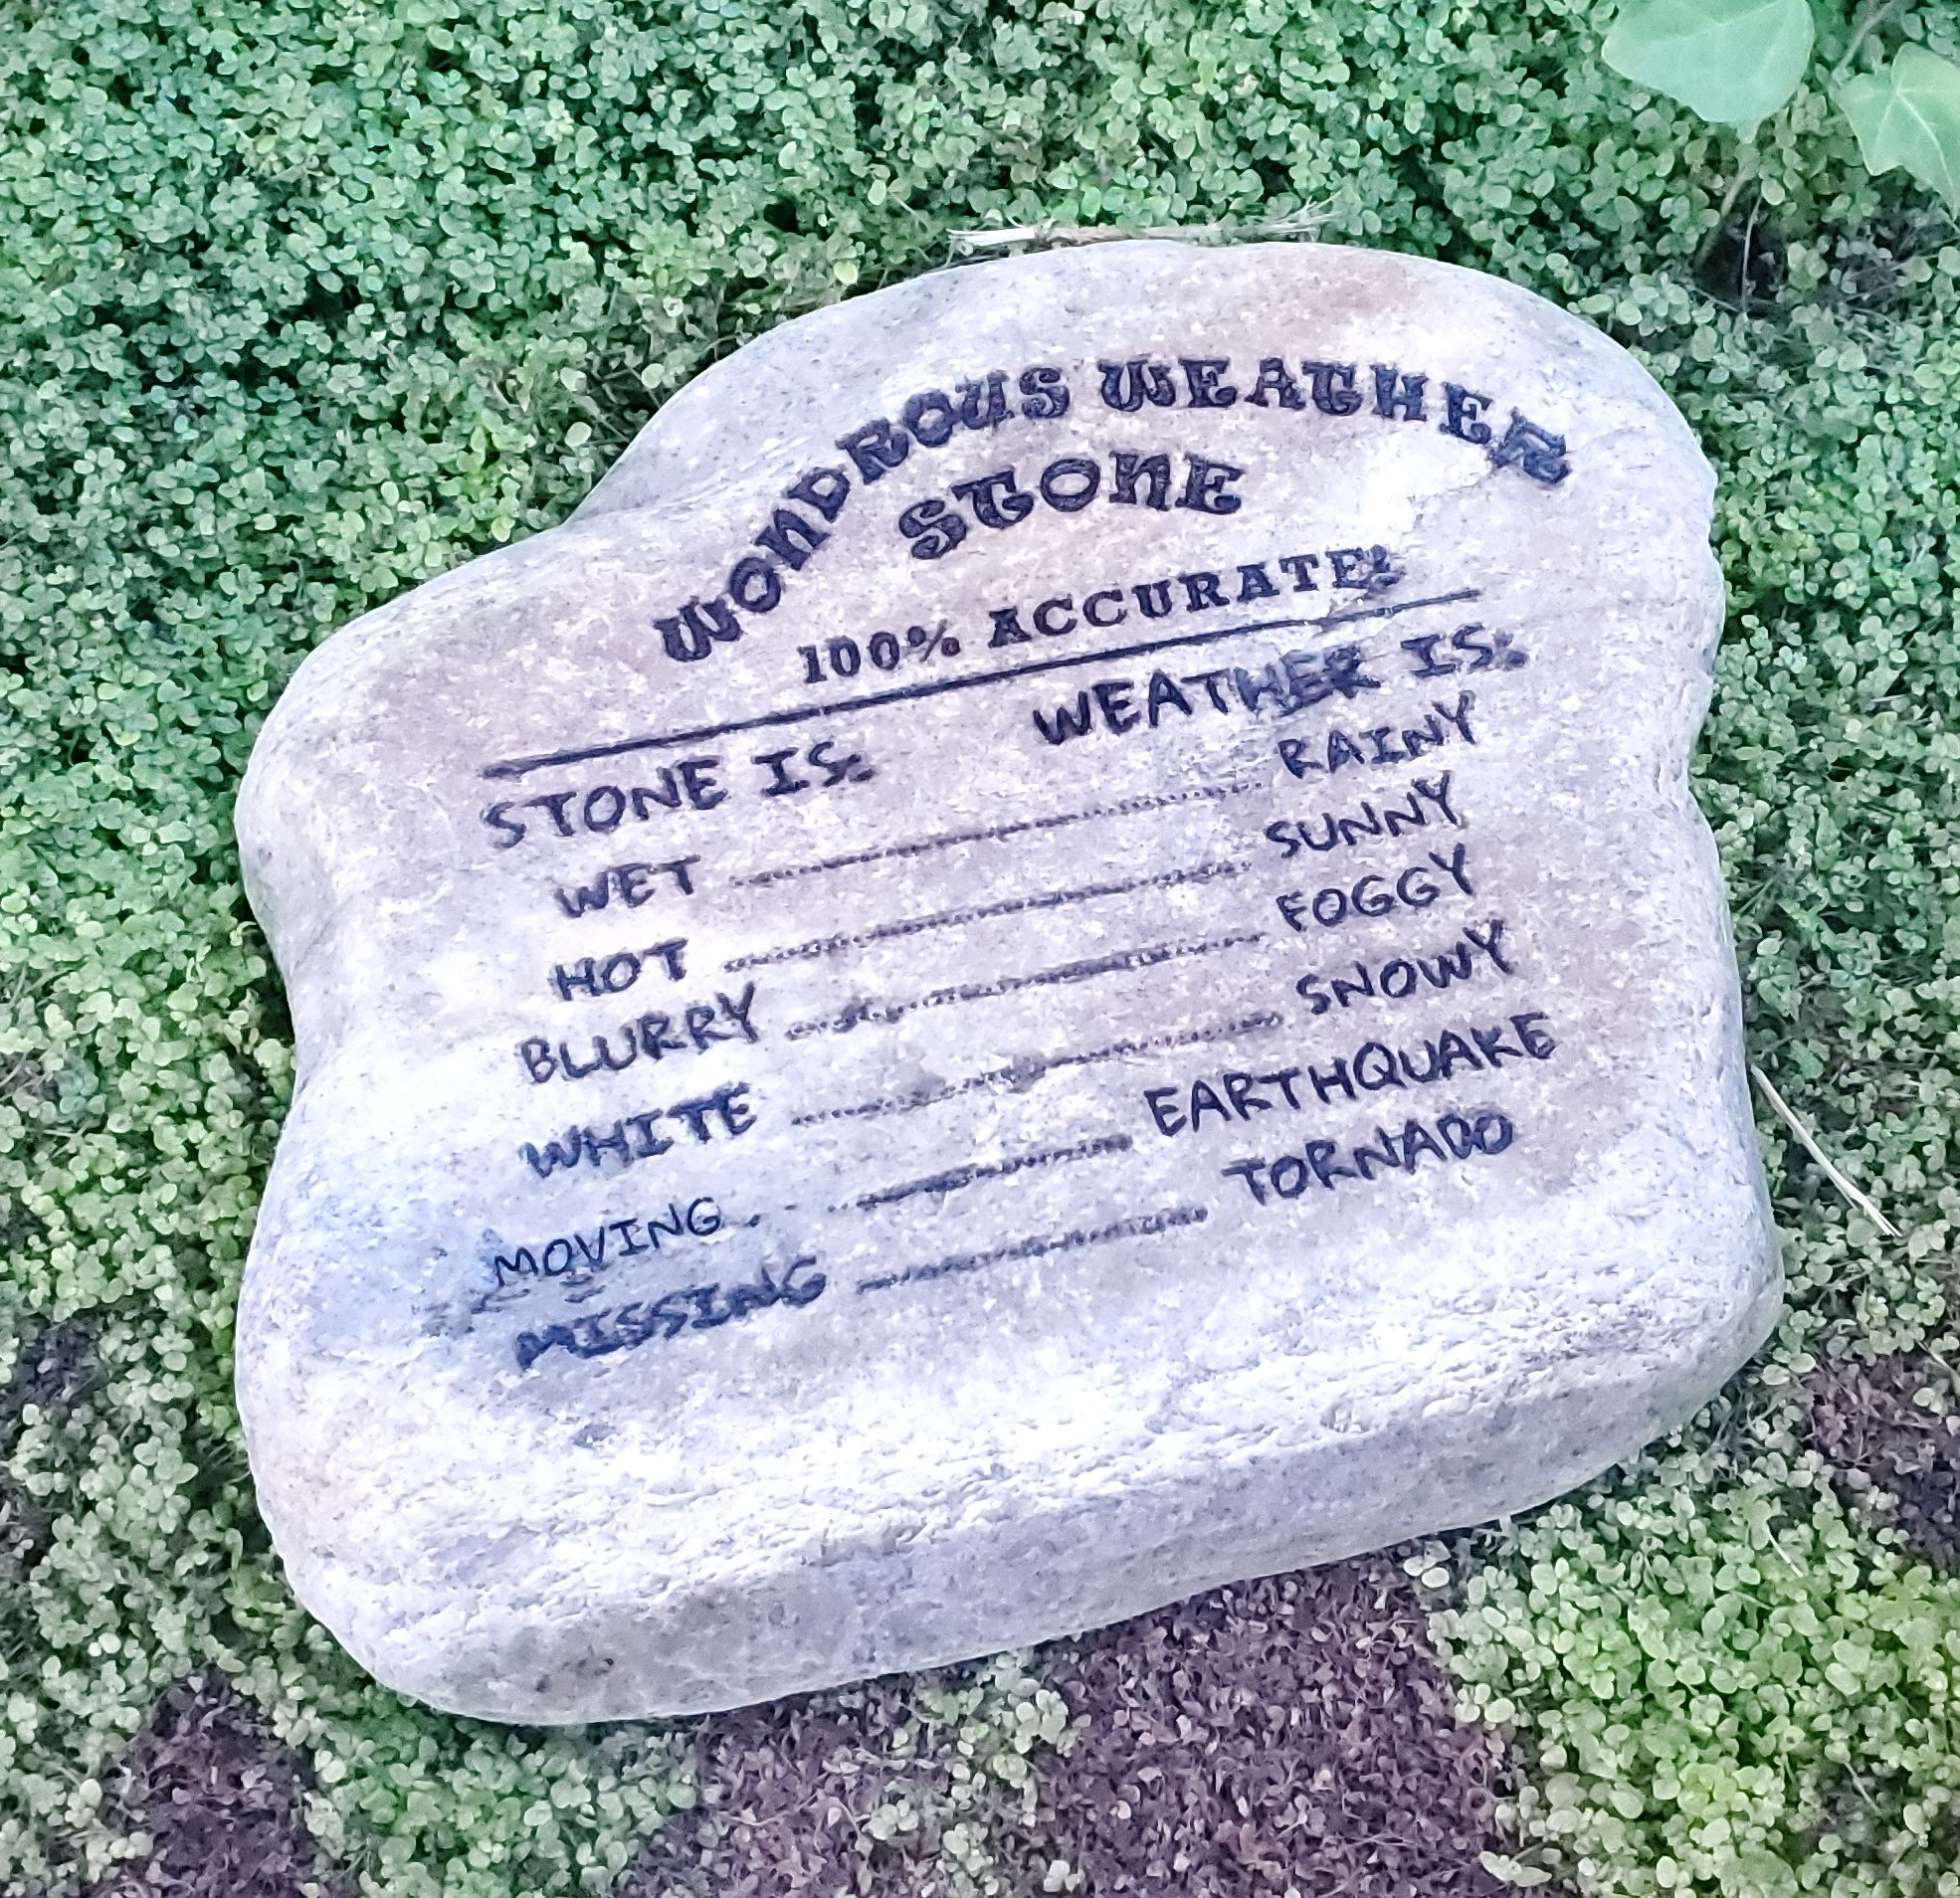 WONDROUS WEATHER
STONE
100% ACCURATE!
STONE IS: WEATHER IS:
WET RAINY
HOT SUNNY
BLURRY FOGGY
WHITE SNOWY
MOVING EARTHQUAKE
MISSING TORNADO